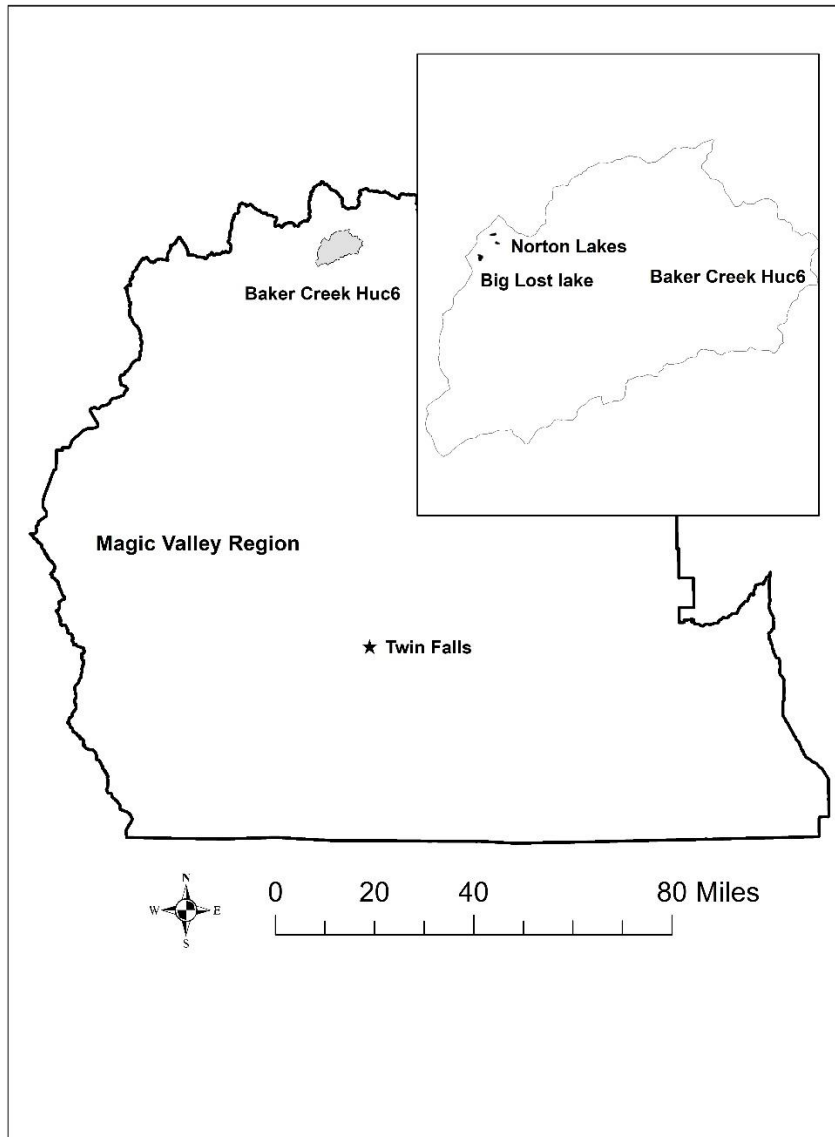 Norton Lakes
Big Lost lake
Baker Creek Huc6
Baker Creek Huc6
Magic Valley Region
Twin Falls
N
W E
S
0 20 40 80 Miles